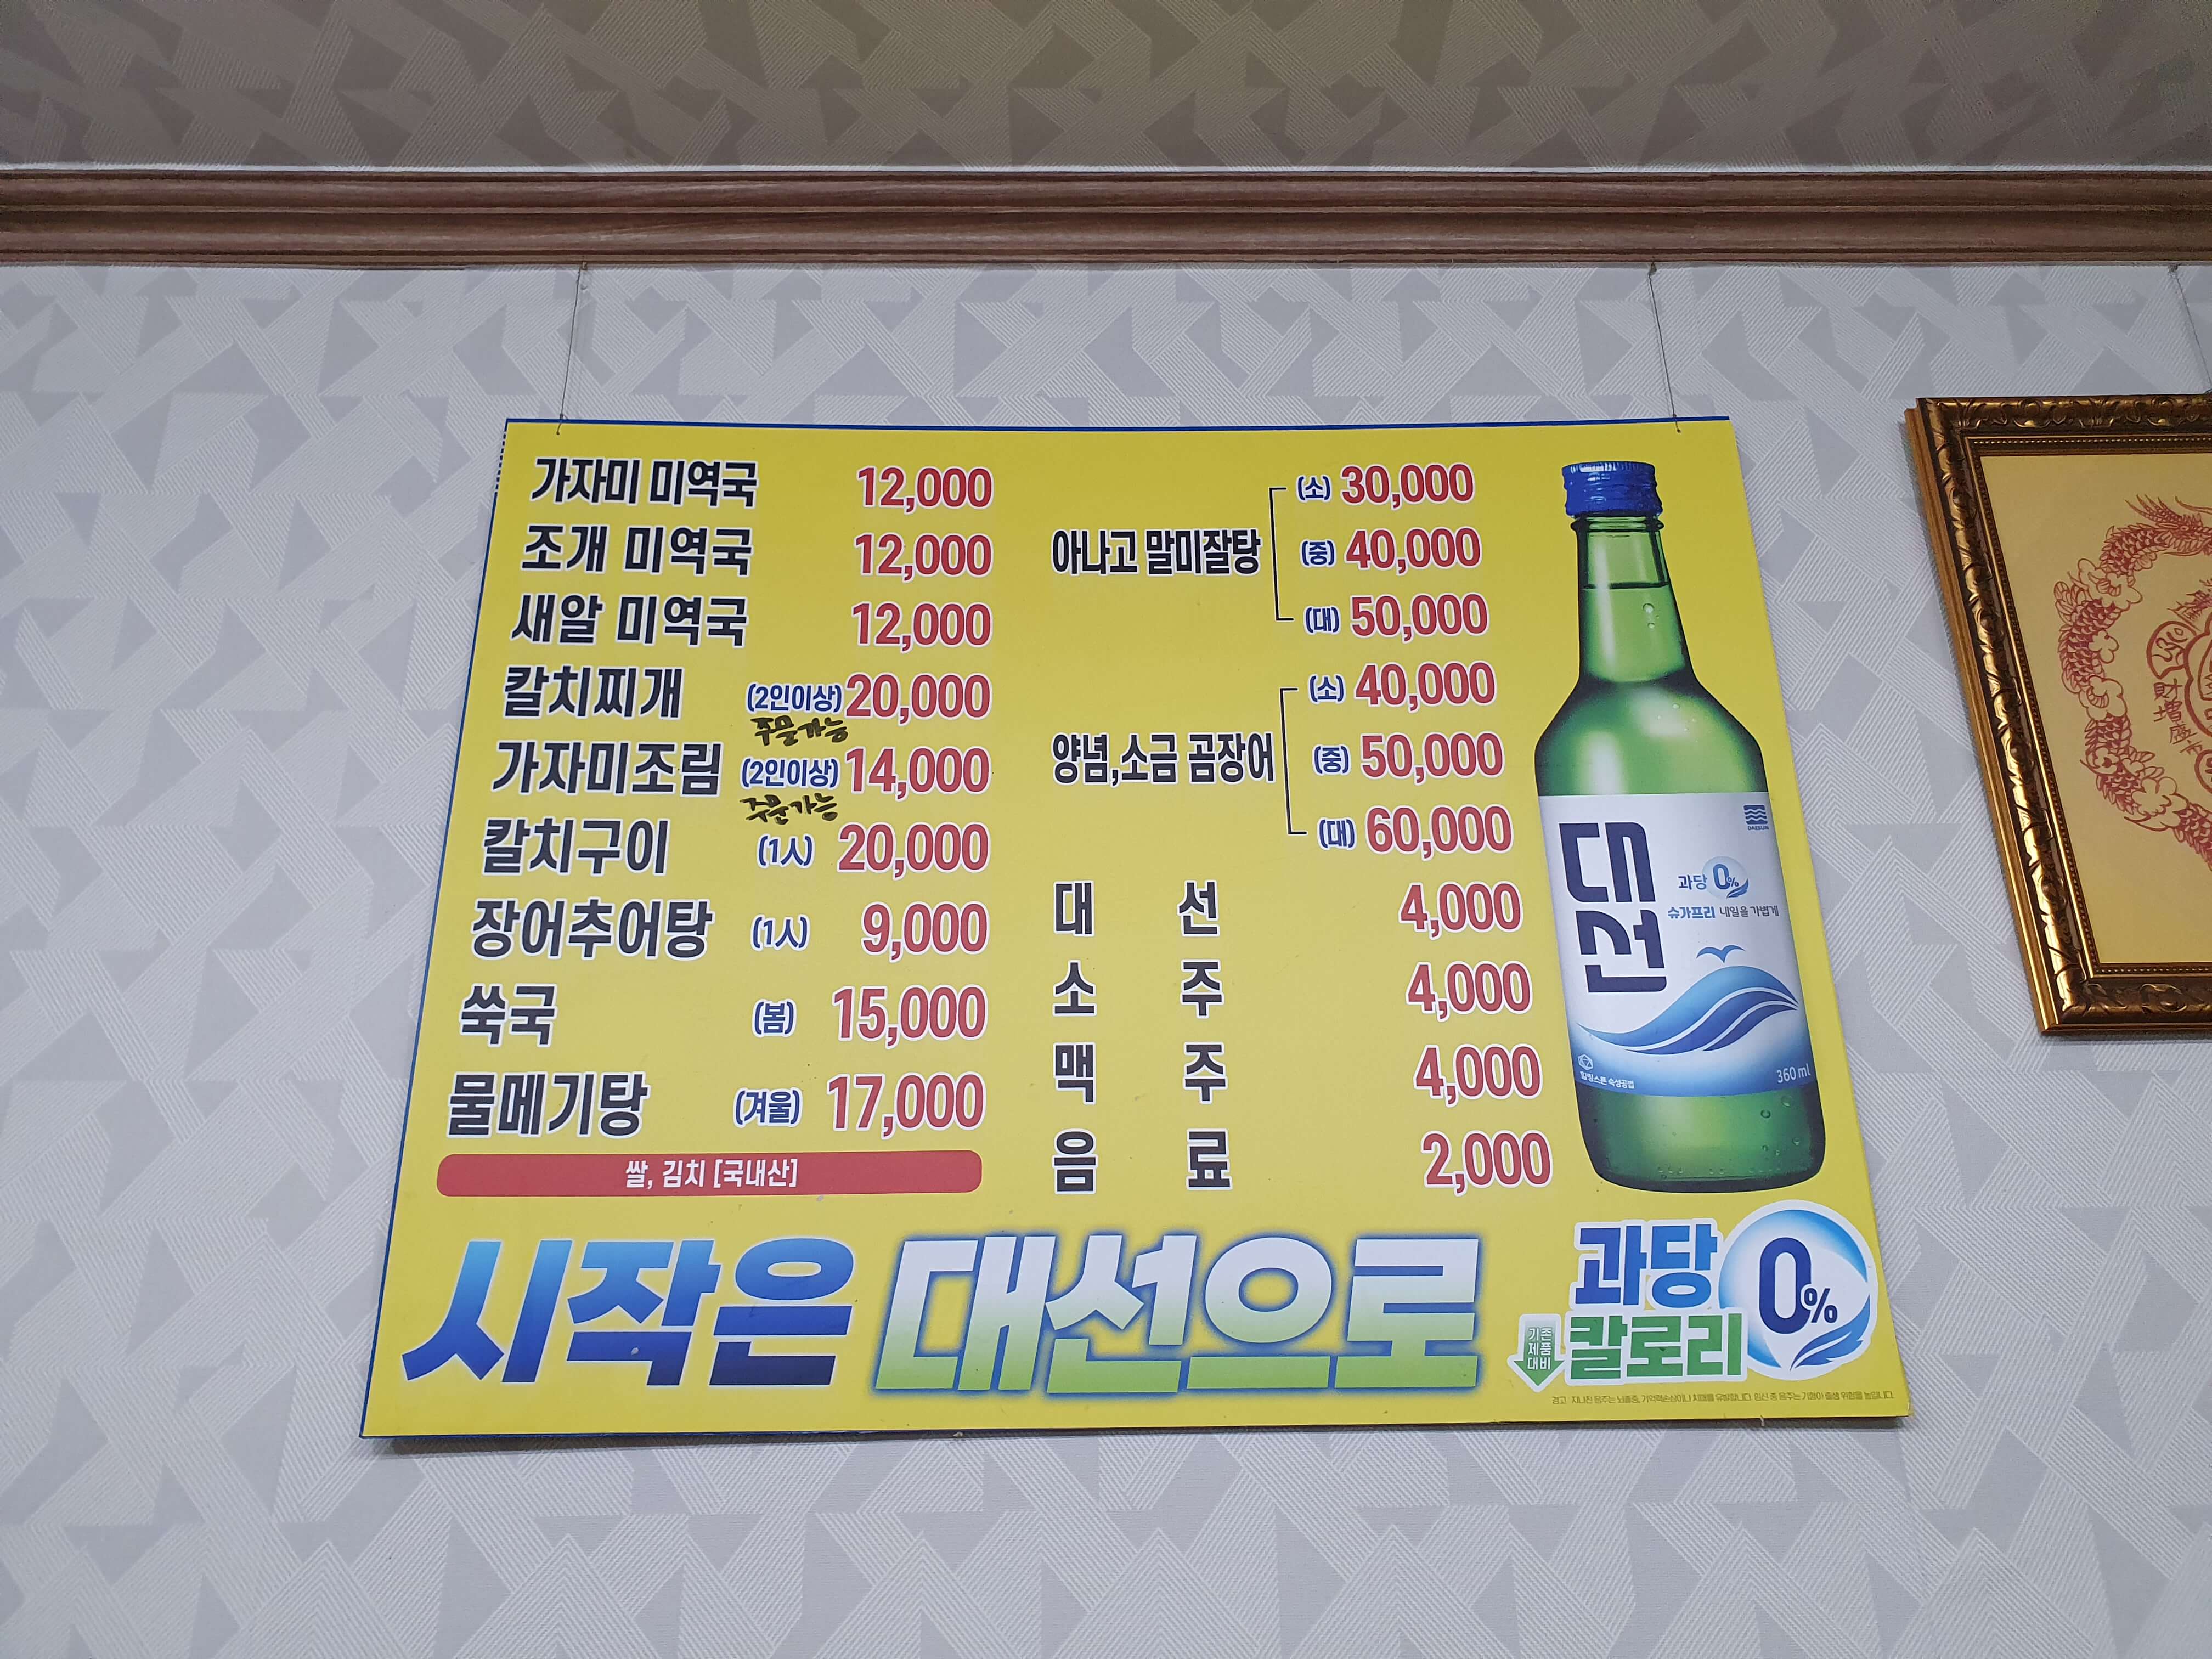 가자미 미역국 12,000
조개 미역국 12,000
새알 미역국 12,000
칼치찌개 (2인이상) 20,000
주문가능
가자미조림 (2인이상) 14,000
주문가능
칼치구이 (1人) 20,000
장어추어탕 (1人) 9,000
쑥국 (봄) 15,000
물메기탕 (겨울) 17,000
쌀, 김치 [국내산]
아나고 말미잘탕
(소) 30,000
(중) 40,000
(대) 50,000
양념,소금 곰장어
(소) 40,000
(중) 50,000
(대) 60,000
대 선 4,000
소 주 4,000
맥 주 4,000
음 료 2,000
대선
DAESUN
과당 0%
슈가프리 내일을 가볍게
360ml
시작은 대선으로
과당 0%
기존
제품
대비
칼로리